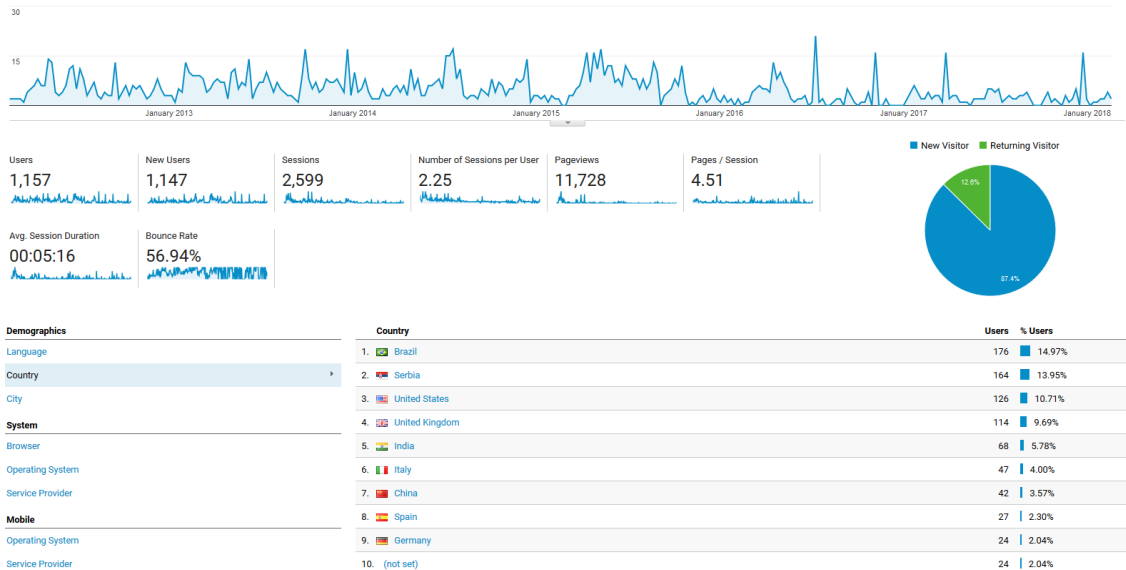 30
15
January 2013 January 2014 January 2015 January 2016 January 2017 January 2018
New Visitor Returning Visitor
Users New Users Sessions Number of Sessions per User Pageviews Pages / Session
1,157 1,147 2,599 2.25 11,728 4.51
12.6%
Avg. Session Duration Bounce Rate
00:05:16 56.94%
87.4%
Demographics Country Users % Users
Language 1. Brazil 176 14.97%
Country 2. Serbia 164 13.95%
City 3. United States 126 10.71%
System 4. United Kingdom 114 9.69%
Browser 5. India 68 5.78%
Operating System 6. Italy 47 4.00%
Service Provider 7. China 42 3.57%
Mobile 8. Spain 27 2.30%
Operating System 9. Germany 24 2.04%
Service Provider 10. (not set) 24 2.04%